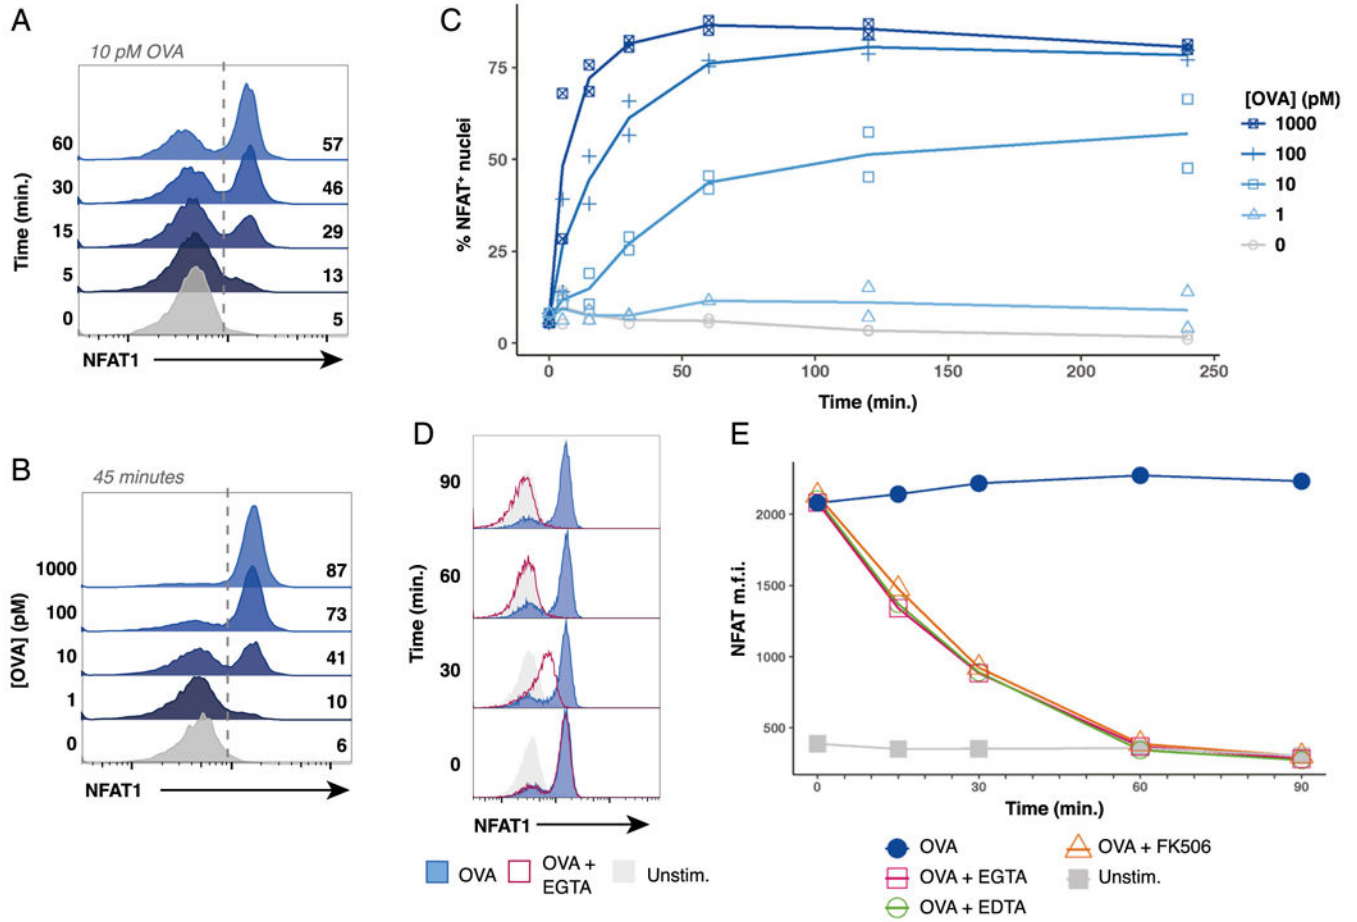 A
10 pM OVA
Time (min.)
60 57
30 46
15 29
5 13
0 5
NFAT1
B
45 minutes
[OVA] (pM)
1000 87
100 73
10 41
1 10
0 6
NFAT1
C
% NFAT⁺ nuclei
75
50
25
0
0 50 100 150 200 250
Time (min.)
[OVA] (pM)
1000
100
10
1
0
D
Time (min.)
90
60
30
0
NFAT1
OVA
OVA +
EGTA
Unstim.
E
NFAT m.f.i.
2000
1500
1000
500
0 30 60 90
Time (min.)
OVA
OVA + EGTA
OVA + EDTA
OVA + FK506
Unstim.